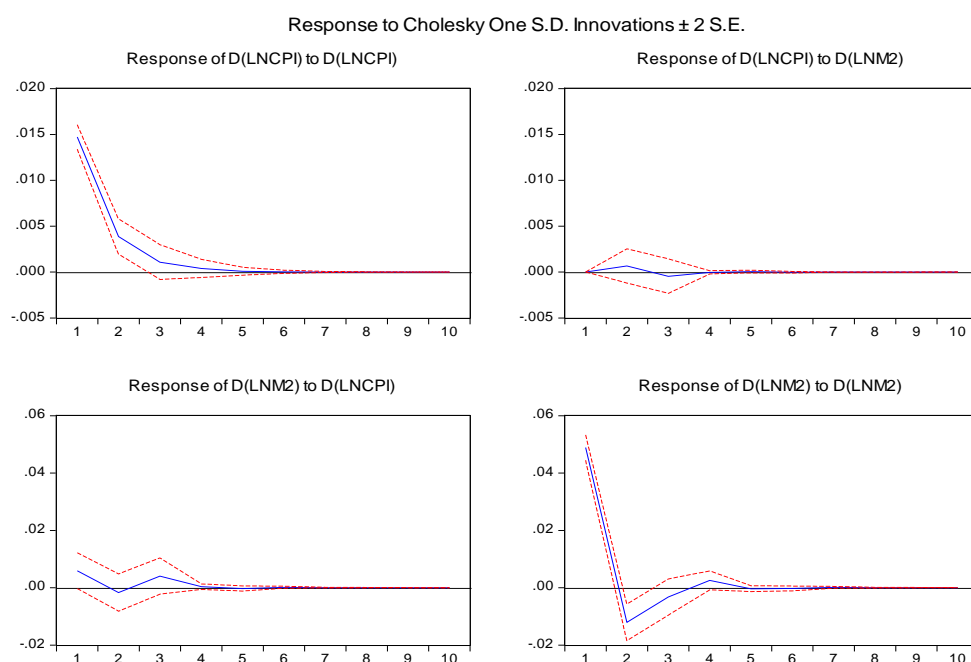 Response to Cholesky One S.D. Innovations ± 2 S.E.
Response of D(LNCPI) to D(LNCPI)
.020
.015
.010
.005
.000
-.005
1 2 3 4 5 6 7 8 9 10
Response of D(LNCPI) to D(LNM2)
.020
.015
.010
.005
.000
-.005
1 2 3 4 5 6 7 8 9 10
Response of D(LNM2) to D(LNCPI)
.06
.04
.02
.00
-.02
1 2 3 4 5 6 7 8 9 10
Response of D(LNM2) to D(LNM2)
.06
.04
.02
.00
-.02
1 2 3 4 5 6 7 8 9 10